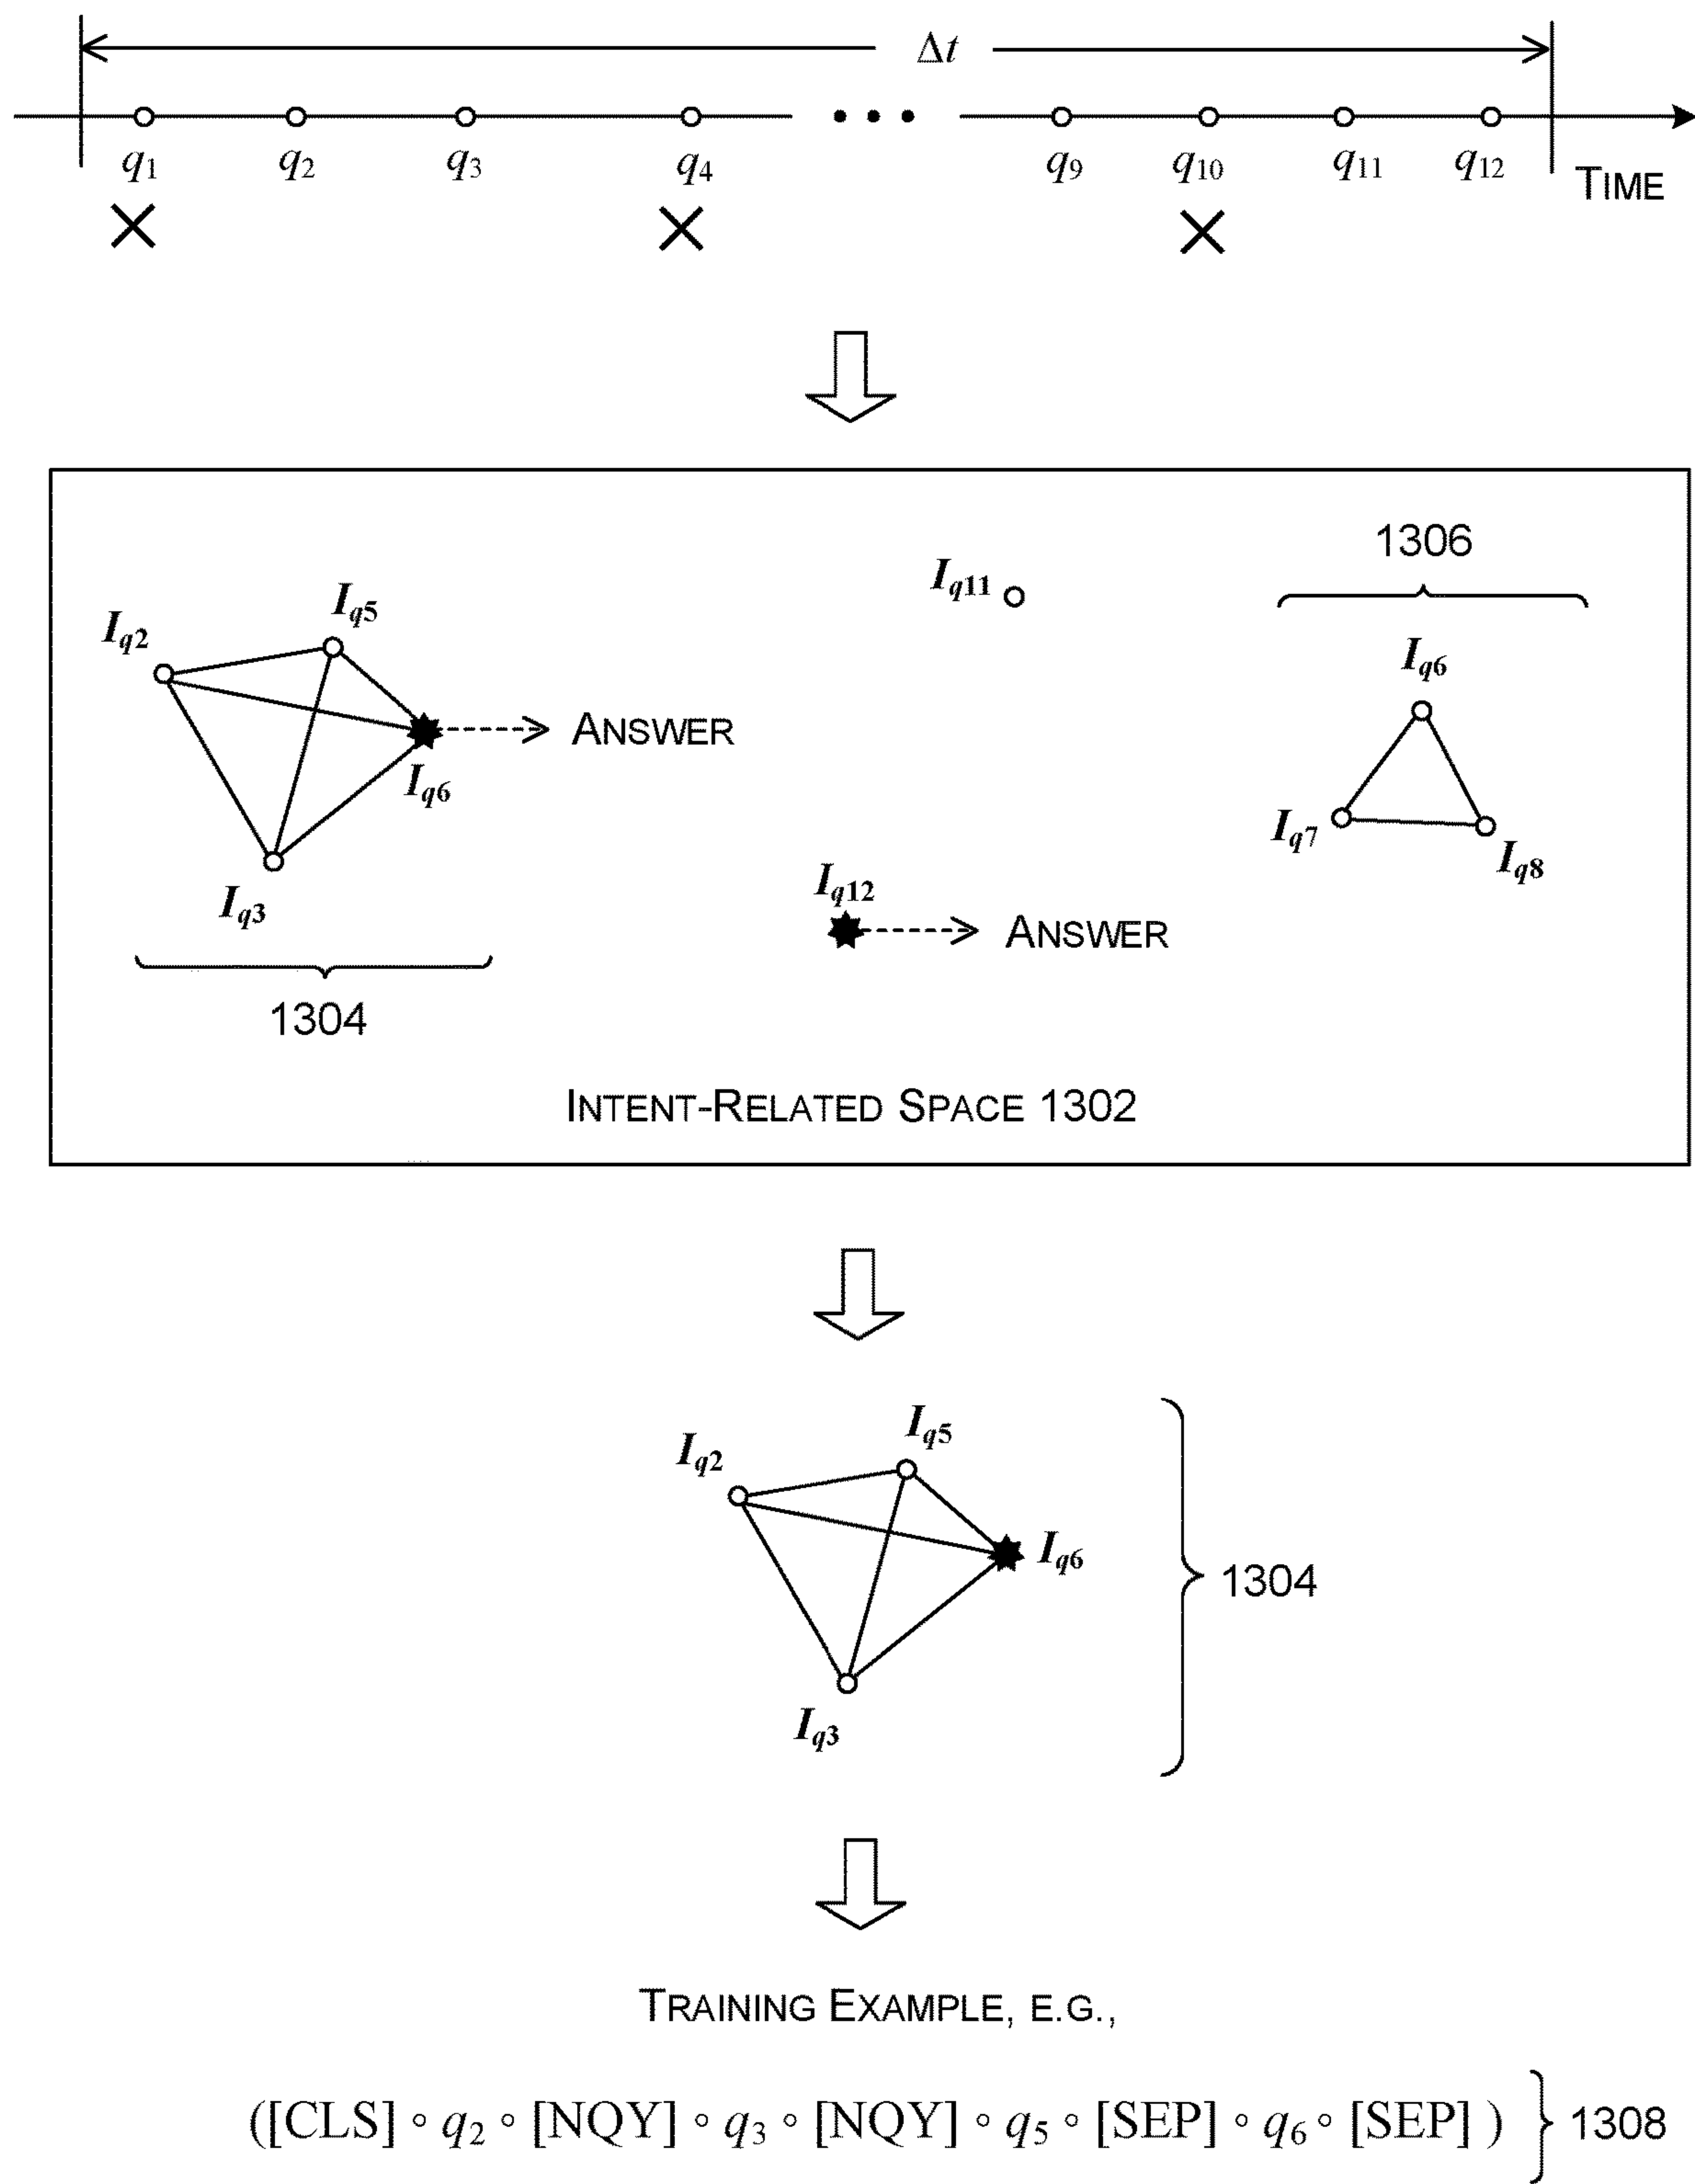 Δt
q1 q2 q3 q4 • • • q9 q10 q11 q12 TIME
× × ×
1306
Iq11
Iq5
Iq2
Iq6
ANSWER
Iq6
Iq7
Iq8
Iq12
Iq3
ANSWER
1304
INTENT-RELATED SPACE 1302
Iq5
Iq2
Iq6
1304
Iq3
TRAINING EXAMPLE, E.G.,
([CLS] ∘ q2 ∘ [NQY] ∘ q3 ∘ [NQY] ∘ q5 ∘ [SEP] ∘ q6 ∘ [SEP] ) 1308